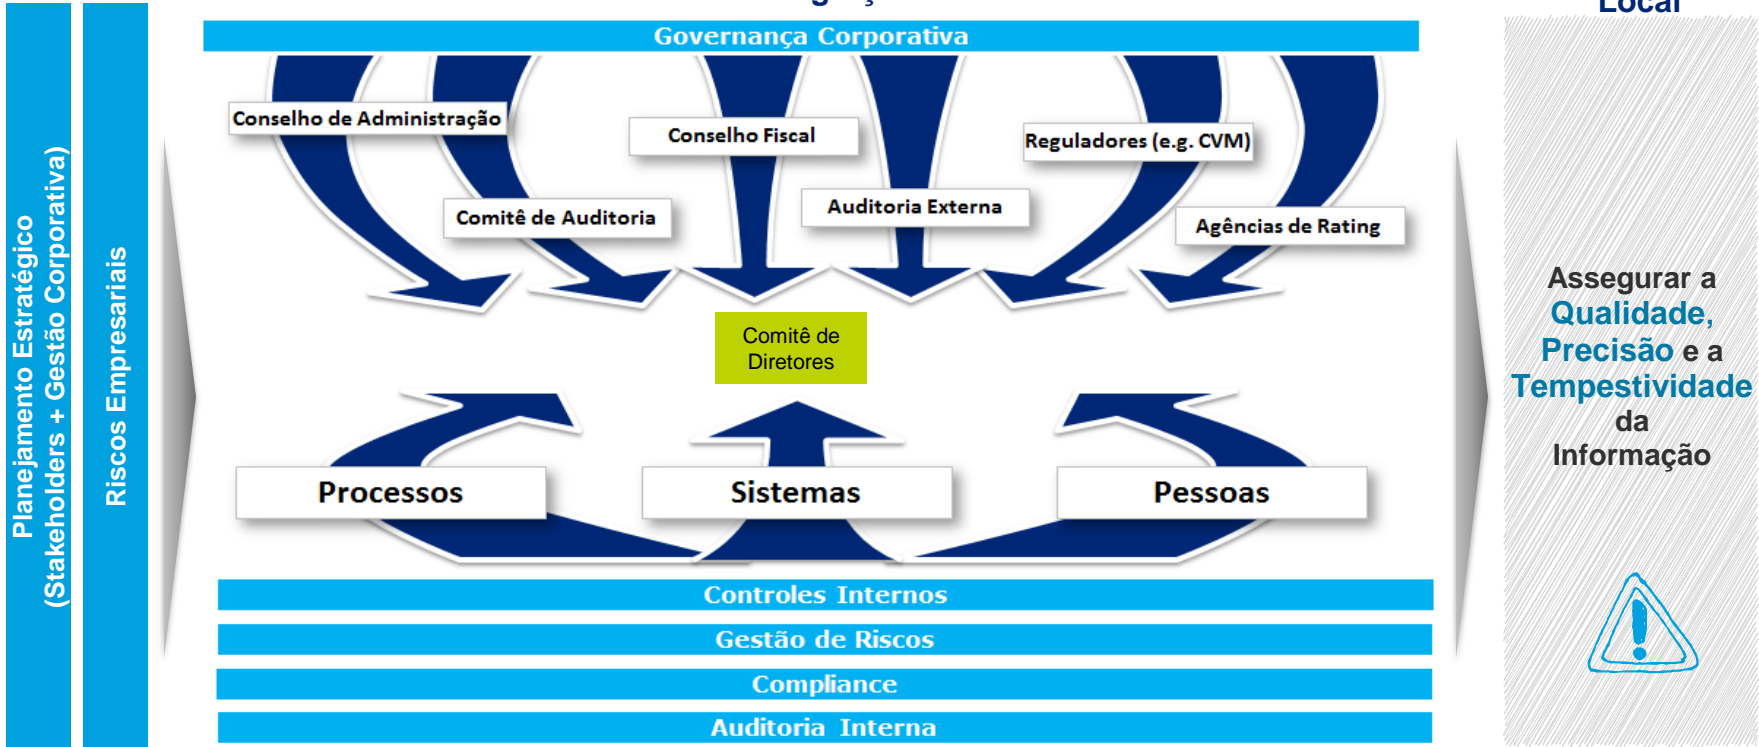 Local
Planejamento Estratégico
(Stakeholders + Gestão Corporativa)
Riscos Empresariais
Governança Corporativa
Conselho de Administração
Conselho Fiscal
Reguladores (e.g. CVM)
Comitê de Auditoria
Auditoria Externa
Agências de Rating
Comitê de
Diretores
Processos
Sistemas
Pessoas
Controles Internos
Gestão de Riscos
Compliance
Auditoria Interna
Assegurar a
Qualidade,
Precisão e a
Tempestividade
da
Informação